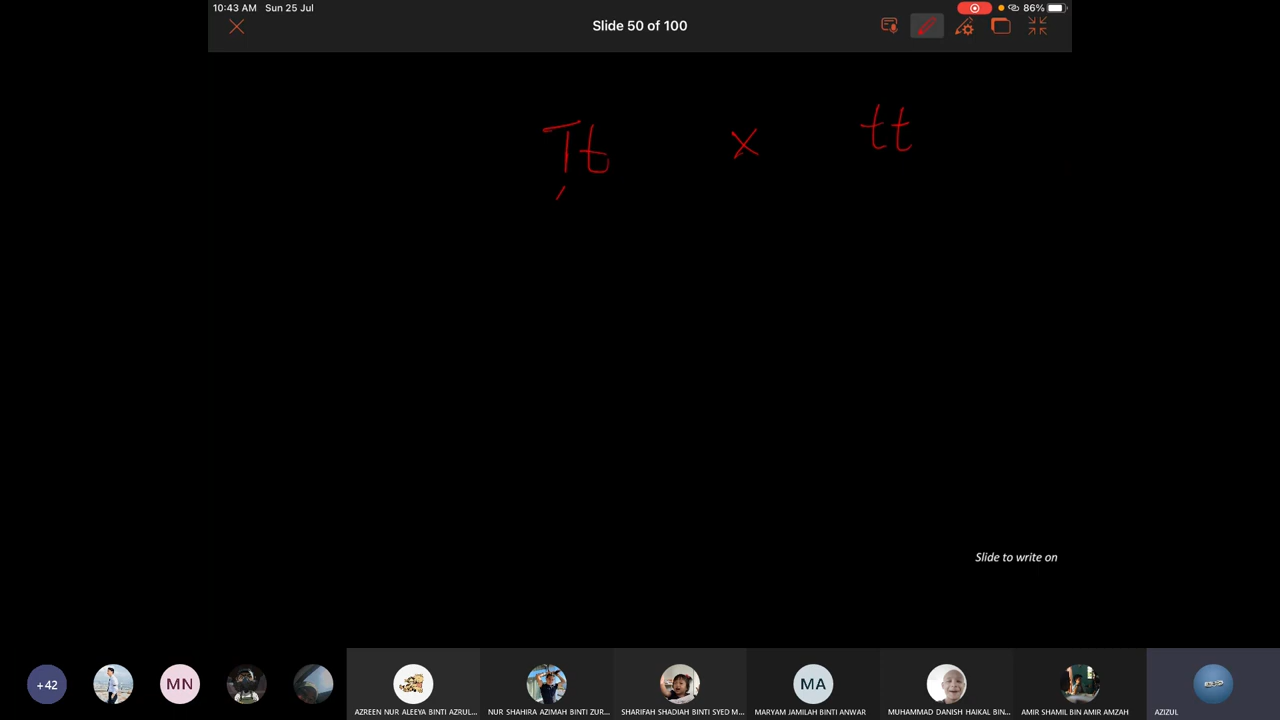 10:43 AM Sun 25 Jul
86%
Slide 50 of 100
Tt x tt
Slide to write on
+42
MN
MA
AZREEN NUR ALEEYA BINTI AZRUL...
NUR SHAHIRA AZIMAH BINTI ZUR...
SHARIFAH SHADIAH BINTI SYED M...
MARYAM JAMILAH BINTI ANWAR
MUHAMMAD DANISH HAIKAL BIN...
AMIR SHAMIL BIN AMIR AMZAH
AZIZUL